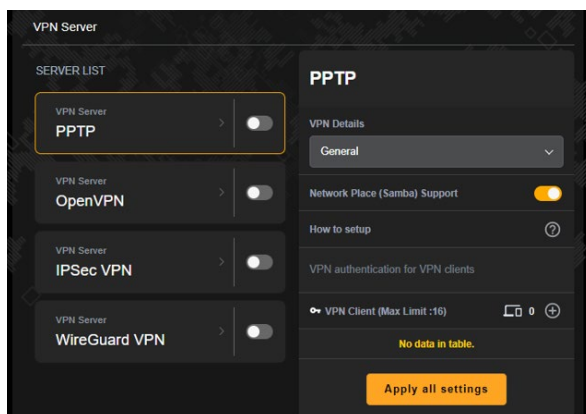 VPN Server
SERVER LIST
VPN Server
PPTP
VPN Server
OpenVPN
VPN Server
IPSec VPN
VPN Server
WireGuard VPN
PPTP
VPN Details
General
Network Place (Samba) Support
How to setup
VPN authentication for VPN clients
VPN Client (Max Limit :16) 0
No data in table.
Apply all settings